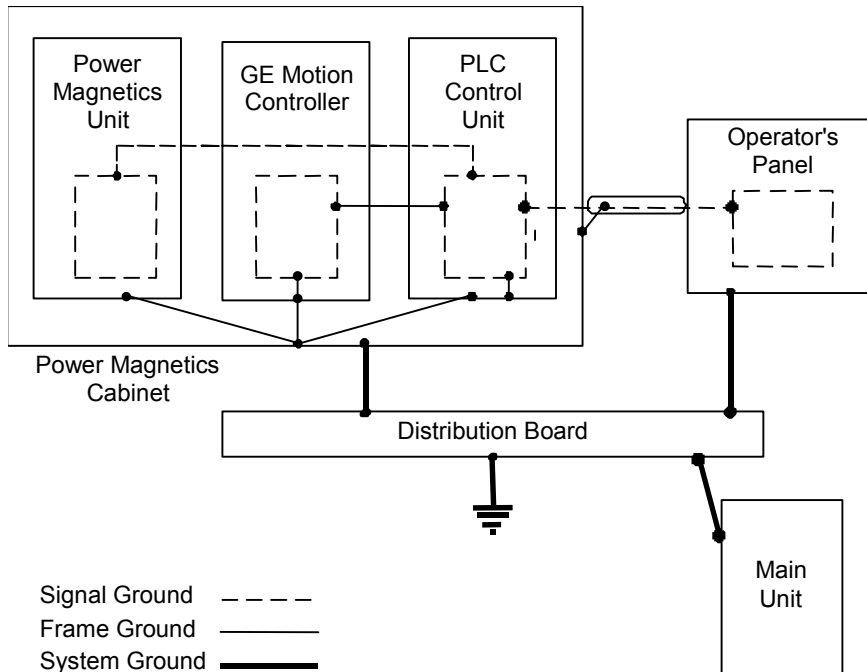 Power
Magnetics
Unit
GE Motion
Controller
PLC
Control
Unit
Operator's
Panel
Power Magnetics
Cabinet
Distribution Board
Main
Unit
Signal Ground
Frame Ground
System Ground